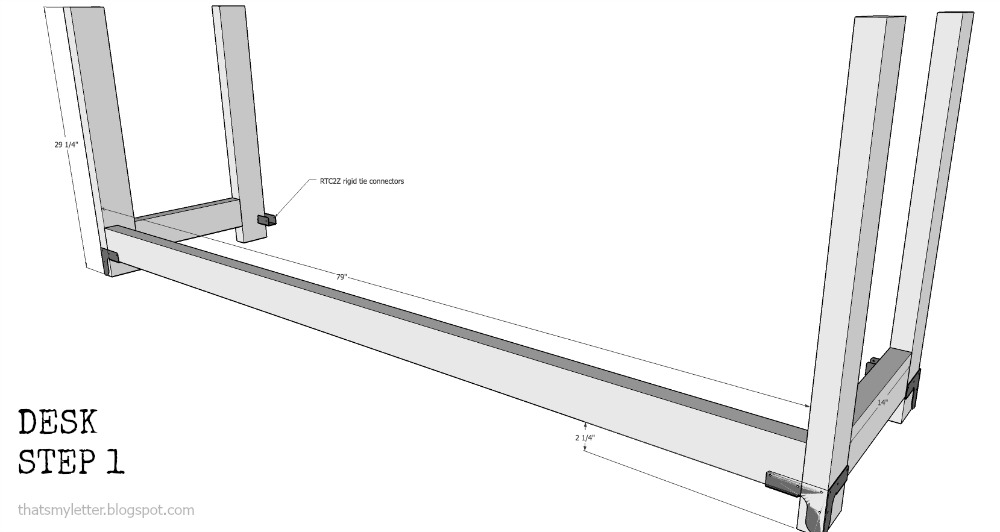 29 1/4"
RTC2Z rigid tie connectors
79"
14"
2 1/4"
DESK
STEP 1
thatsmyletter.blogspot.com